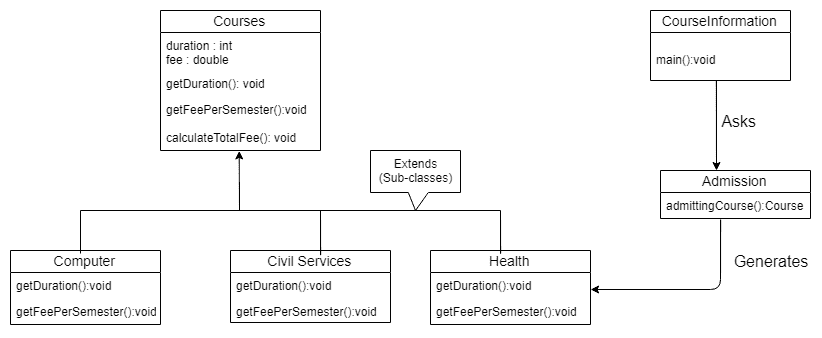 Courses
duration : int
fee : double
getDuration(): void
getFeePerSemester():void
calculateTotalFee(): void
CourseInformation
main():void
Asks
Extends
(Sub-classes)
Admission
admittingCourse():Course
Generates
Computer
getDuration():void
getFeePerSemester():void
Civil Services
getDuration():void
getFeePerSemester():void
Health
getDuration():void
getFeePerSemester():void